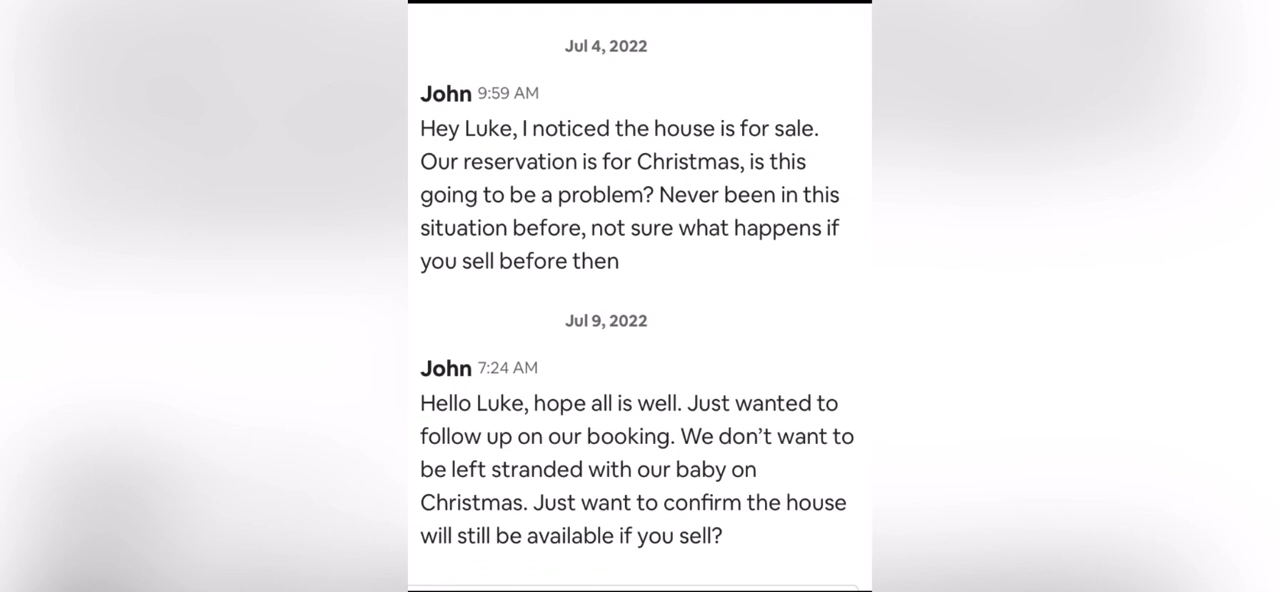 Jul 4, 2022
John 9:59 AM
Hey Luke, I noticed the house is for sale.
Our reservation is for Christmas, is this
going to be a problem? Never been in this
situation before, not sure what happens if
you sell before then
Jul 9, 2022
John 7:24 AM
Hello Luke, hope all is well. Just wanted to
follow up on our booking. We don’t want to
be left stranded with our baby on
Christmas. Just want to confirm the house
will still be available if you sell?